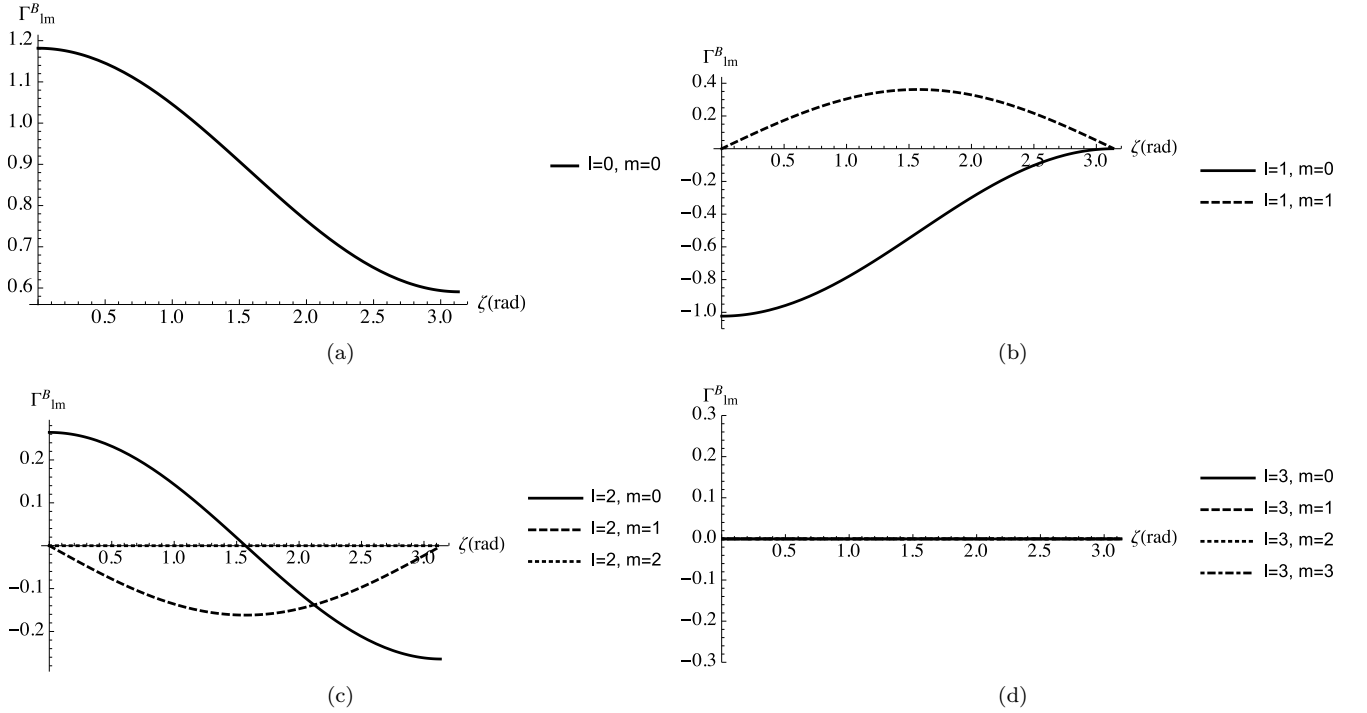 Γᴮₗₘ
1.2
1.1
1.0
0.9
0.8
0.7
0.6
0.5 1.0 1.5 2.0 2.5 3.0
ζ(rad)
l=0, m=0
(a)
Γᴮₗₘ
0.4
0.2
0.5 1.0 1.5 2.0 2.5 3.0
ζ(rad)
−0.2
−0.4
−0.6
−0.8
−1.0
l=1, m=0
l=1, m=1
(b)
Γᴮₗₘ
0.2
0.1
0.5 1.0 1.5 2.0 2.5 3.0
ζ(rad)
−0.1
−0.2
l=2, m=0
l=2, m=1
l=2, m=2
(c)
Γᴮₗₘ
0.3
0.2
0.1
0.0
0.5 1.0 1.5 2.0 2.5 3.0
ζ(rad)
−0.1
−0.2
−0.3
l=3, m=0
l=3, m=1
l=3, m=2
l=3, m=3
(d)